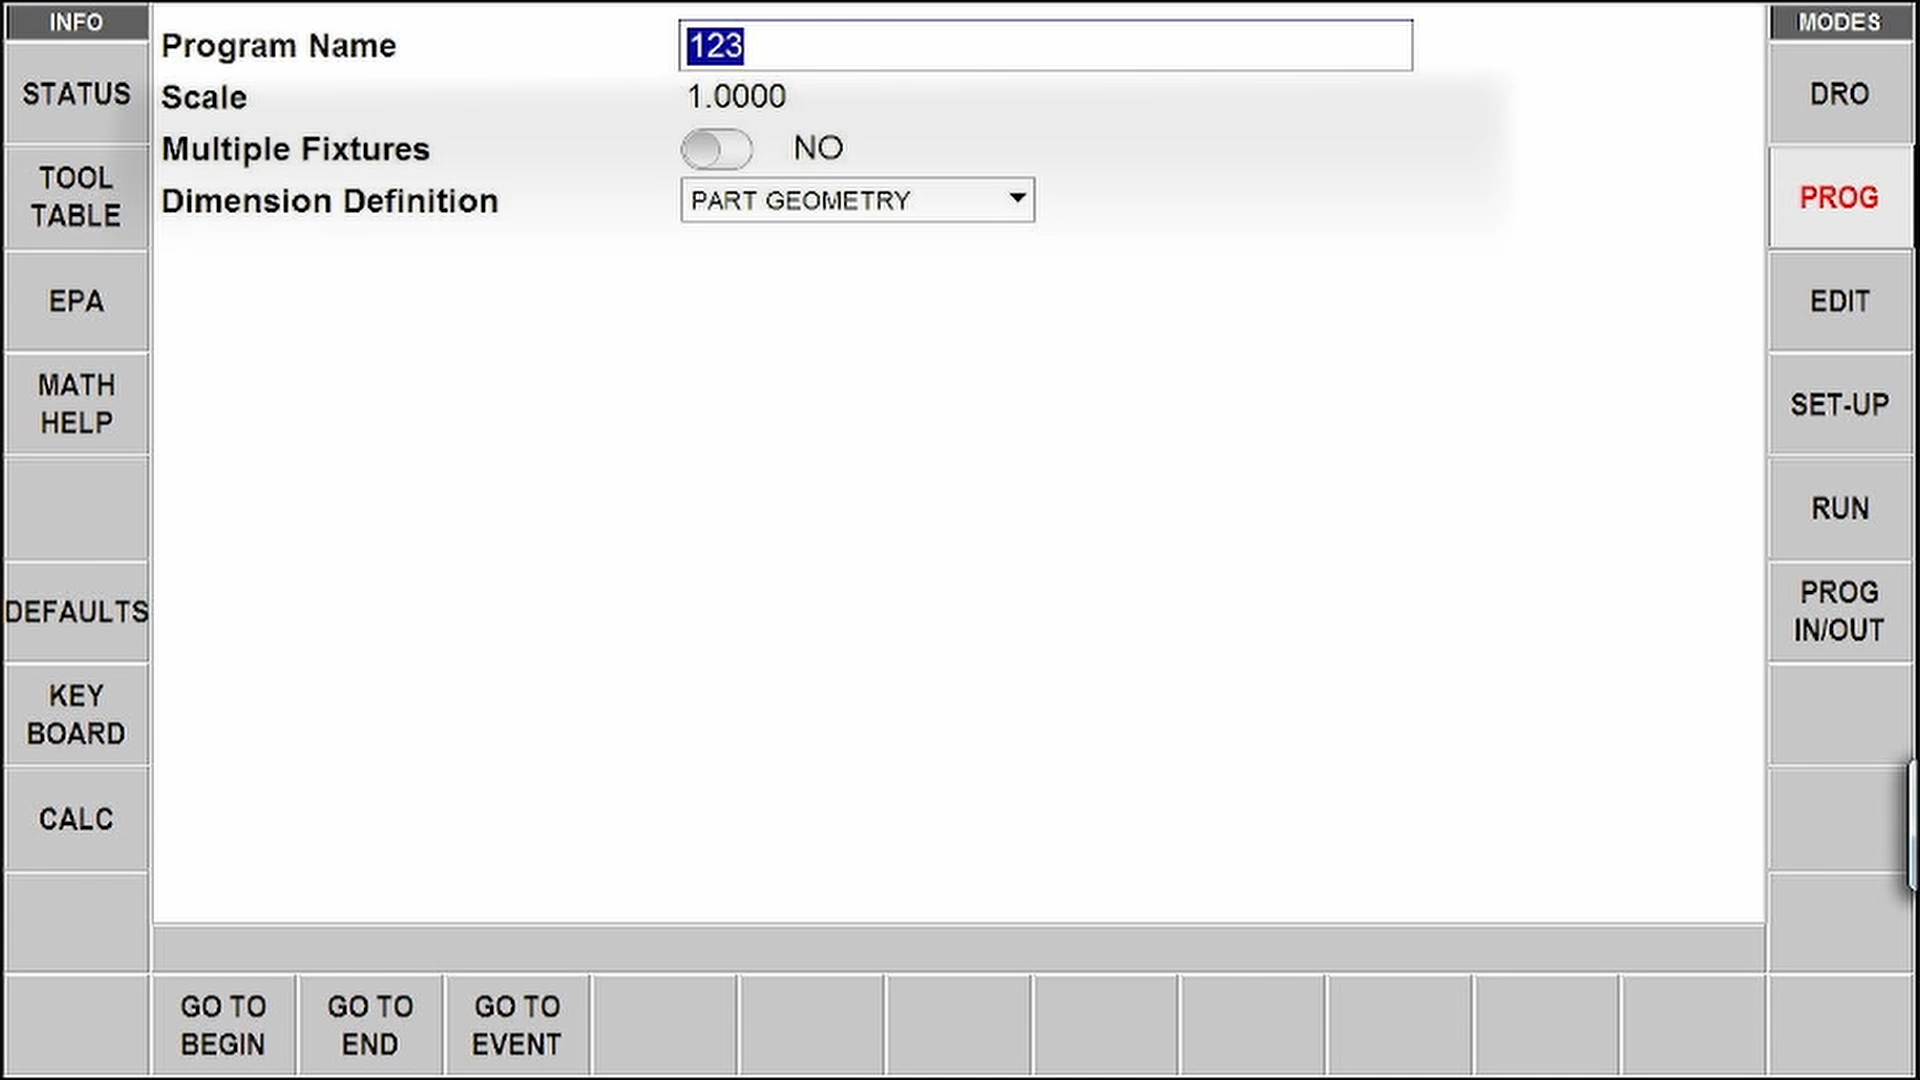 INFO
STATUS
TOOL
TABLE
EPA
MATH
HELP
DEFAULTS
KEY
BOARD
CALC
Program Name 123
Scale 1.0000
Multiple Fixtures NO
Dimension Definition PART GEOMETRY
MODES
DRO
PROG
EDIT
SET-UP
RUN
PROG
IN/OUT
GO TO
BEGIN
GO TO
END
GO TO
EVENT